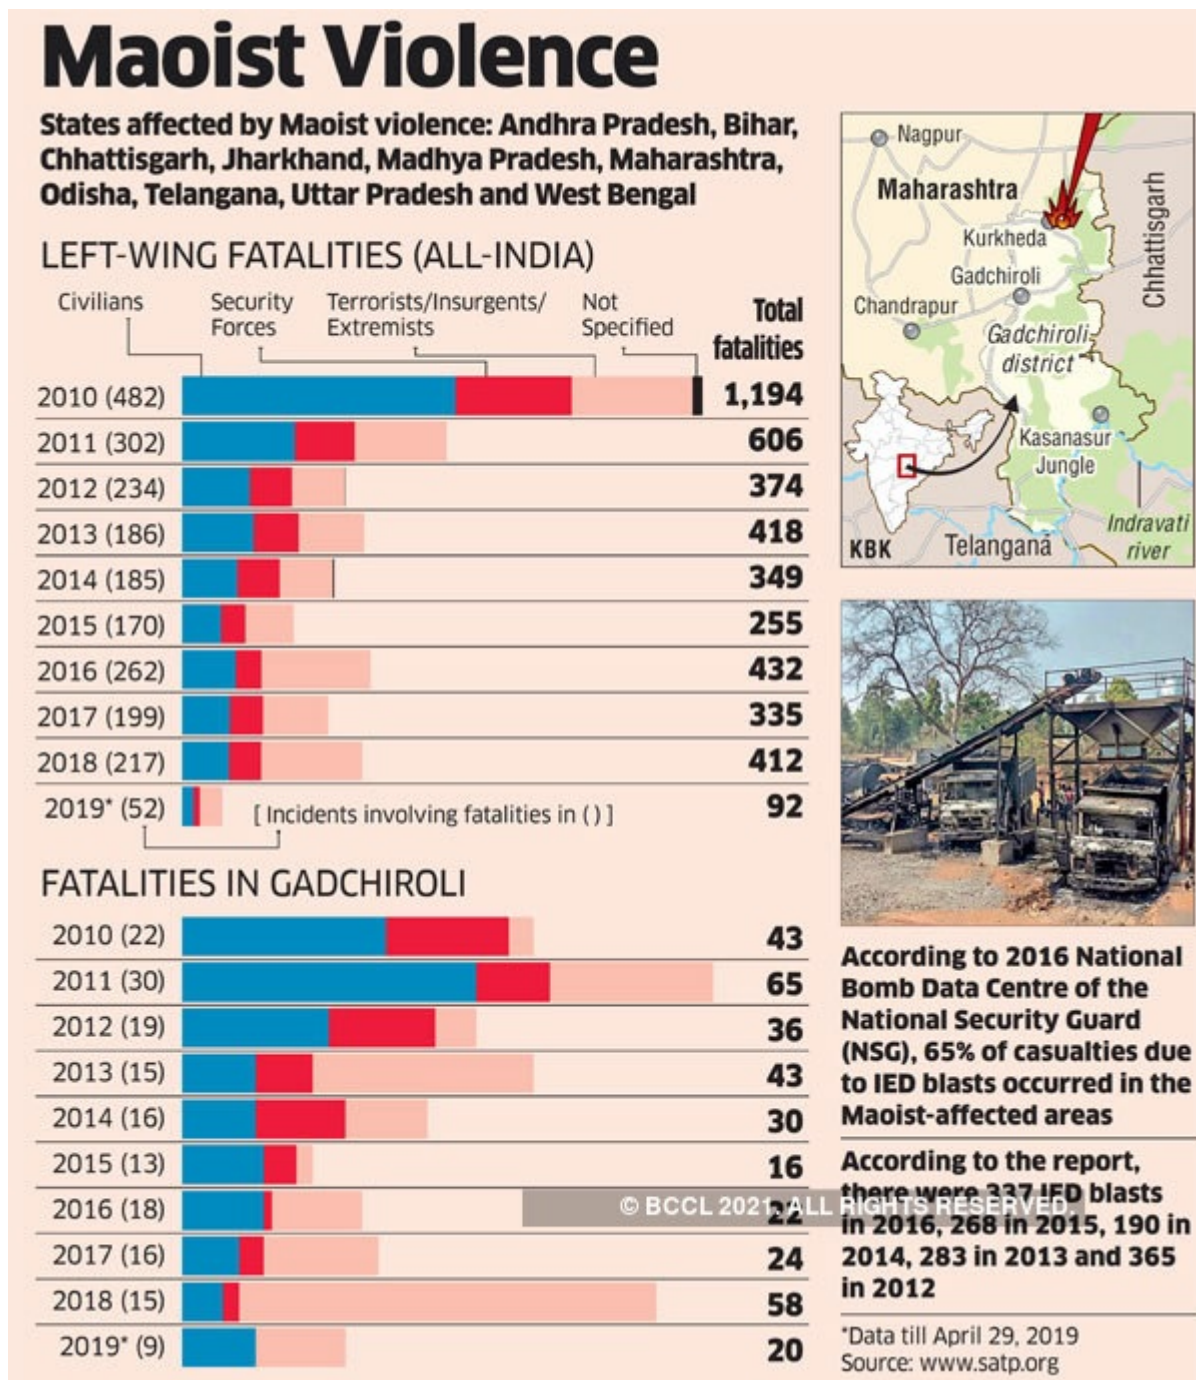 Maoist Violence
States affected by Maoist violence: Andhra Pradesh, Bihar,
Chhattisgarh, Jharkhand, Madhya Pradesh, Maharashtra,
Odisha, Telangana, Uttar Pradesh and West Bengal
LEFT-WING FATALITIES (ALL-INDIA)
Civilians
Security
Forces
Terrorists/Insurgents/
Extremists
Not
Specified
Total
fatalities
2010 (482) 1,194
2011 (302) 606
2012 (234) 374
2013 (186) 418
2014 (185) 349
2015 (170) 255
2016 (262) 432
2017 (199) 335
2018 (217) 412
2019* (52) [ Incidents involving fatalities in ( ) ] 92
FATALITIES IN GADCHIROLI
2010 (22) 43
2011 (30) 65
2012 (19) 36
2013 (15) 43
2014 (16) 30
2015 (13) 16
2016 (18) 22
2017 (16) 24
2018 (15) 58
2019* (9) 20
Nagpur
Maharashtra
Chhattisgarh
Kurkheda
Gadchiroli
Chandrapur
Gadchiroli
district
Kasanasur
Jungle
Indravati
river
KBK
Telangana
According to 2016 National
Bomb Data Centre of the
National Security Guard
(NSG), 65% of casualties due
to IED blasts occurred in the
Maoist-affected areas
According to the report,
there were 337 IED blasts
in 2016, 268 in 2015, 190 in
2014, 283 in 2013 and 365
in 2012
© BCCL 2021. ALL RIGHTS RESERVED.
*Data till April 29, 2019
Source: www.satp.org